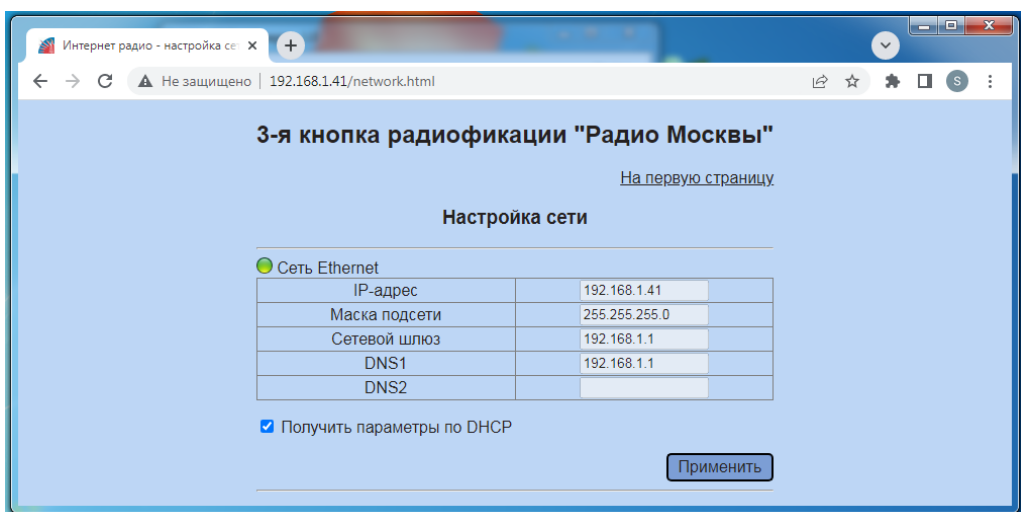 Интернет радио - настройка се
Не защищено | 192.168.1.41/network.html
S
3-я кнопка радиофикации "Радио Москвы"
На первую страницу
Настройка сети
Сеть Ethernet
IP-адрес 192.168.1.41
Маска подсети 255.255.255.0
Сетевой шлюз 192.168.1.1
DNS1 192.168.1.1
DNS2
Получить параметры по DHCP
Применить